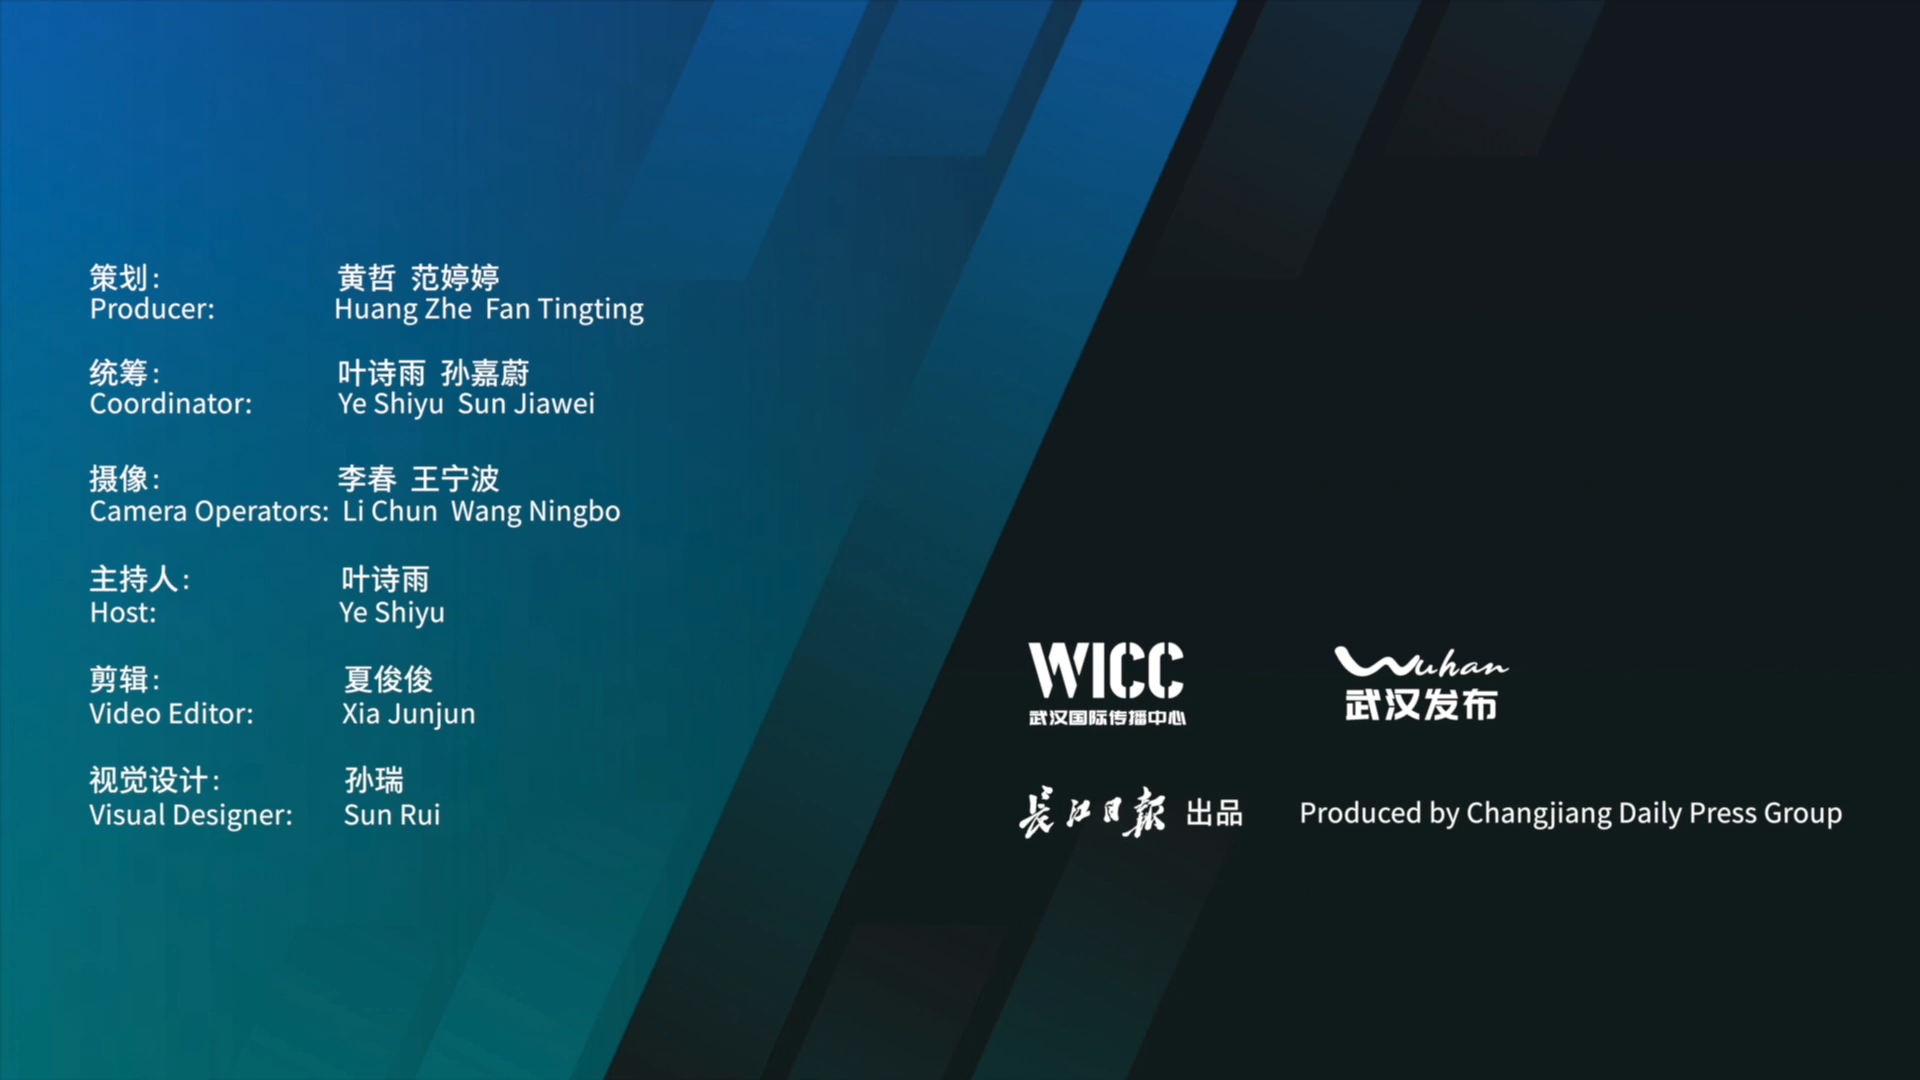 策划：
黄哲 范婷婷
Producer:
Huang Zhe Fan Tingting
统筹：
叶诗雨 孙嘉蔚
Coordinator:
Ye Shiyu Sun Jiawei
摄像：
李春 王宁波
Camera Operators:
Li Chun Wang Ningbo
主持人：
叶诗雨
Host:
Ye Shiyu
剪辑：
夏俊俊
Video Editor:
Xia Junjun
视觉设计：
孙瑞
Visual Designer:
Sun Rui
WICC
武汉国际传播中心
Wuhan
武汉发布
長江日報 出品
Produced by Changjiang Daily Press Group